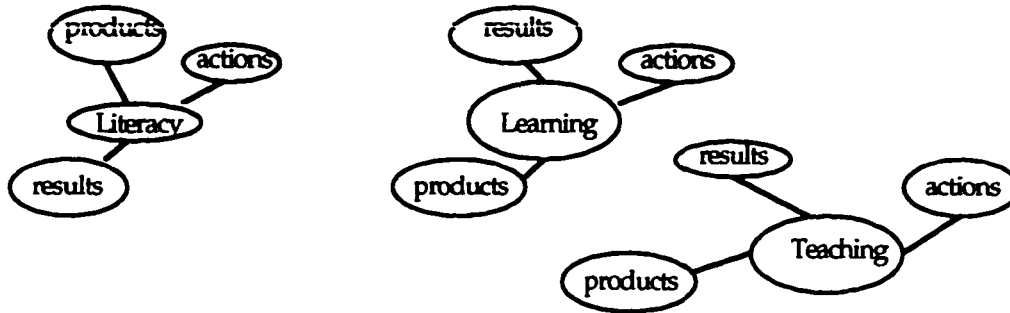 products
actions
Literacy
results
results
actions
Learning
products
results
actions
Teaching
products